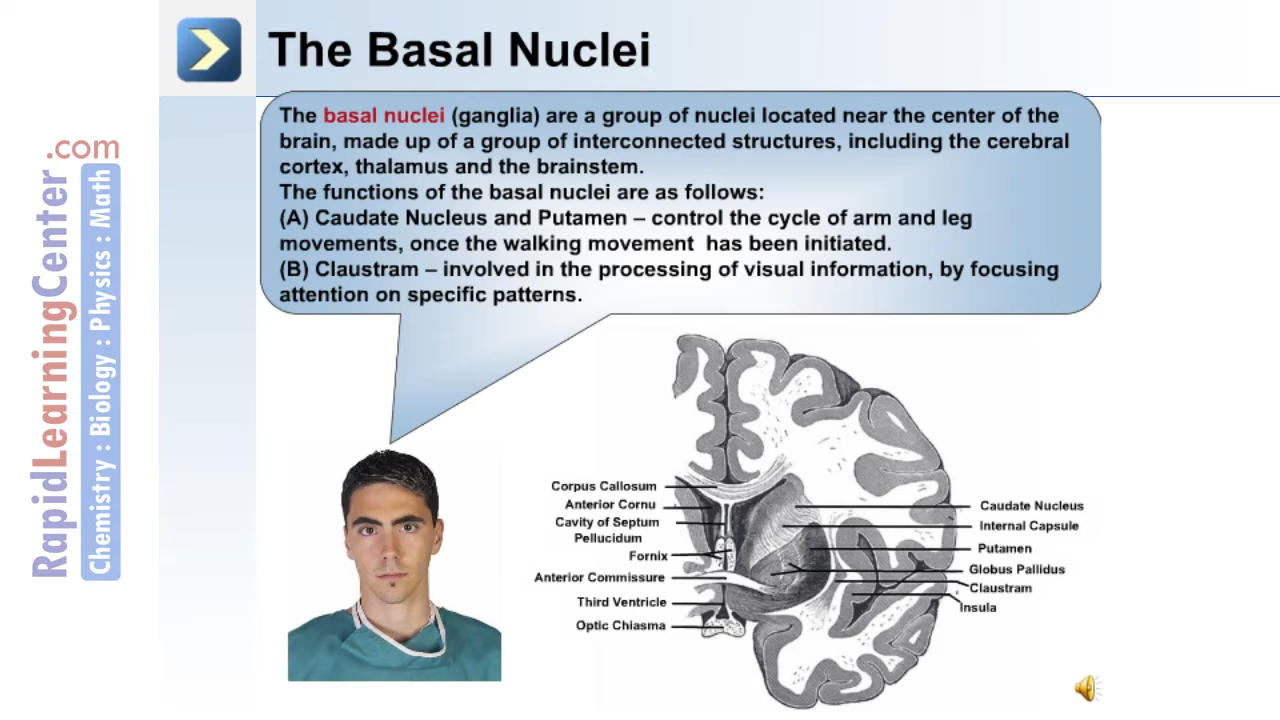 The Basal Nuclei
The basal nuclei (ganglia) are a group of nuclei located near the center of the
brain, made up of a group of interconnected structures, including the cerebral
cortex, thalamus and the brainstem.
The functions of the basal nuclei are as follows:
(A) Caudate Nucleus and Putamen – control the cycle of arm and leg
movements, once the walking movement has been initiated.
(B) Claustram – involved in the processing of visual information, by focusing
attention on specific patterns.
Corpus Callosum
Anterior Cornu
Cavity of Septum
Pellucidum
Fornix
Anterior Commissure
Third Ventricle
Optic Chiasma
Caudate Nucleus
Internal Capsule
Putamen
Globus Pallidus
Claustram
Insula
RapidLearningCenter.com
Chemistry : Biology : Physics : Math